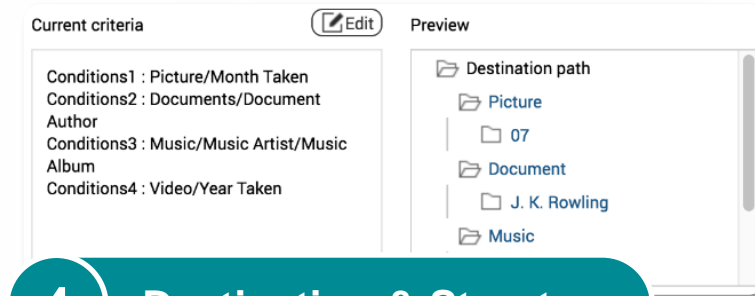 Current criteria
Edit
Preview
Conditions1 : Picture/Month Taken
Conditions2 : Documents/Document
Author
Conditions3 : Music/Music Artist/Music
Album
Conditions4 : Video/Year Taken
Destination path
Picture
07
Document
J. K. Rowling
Music